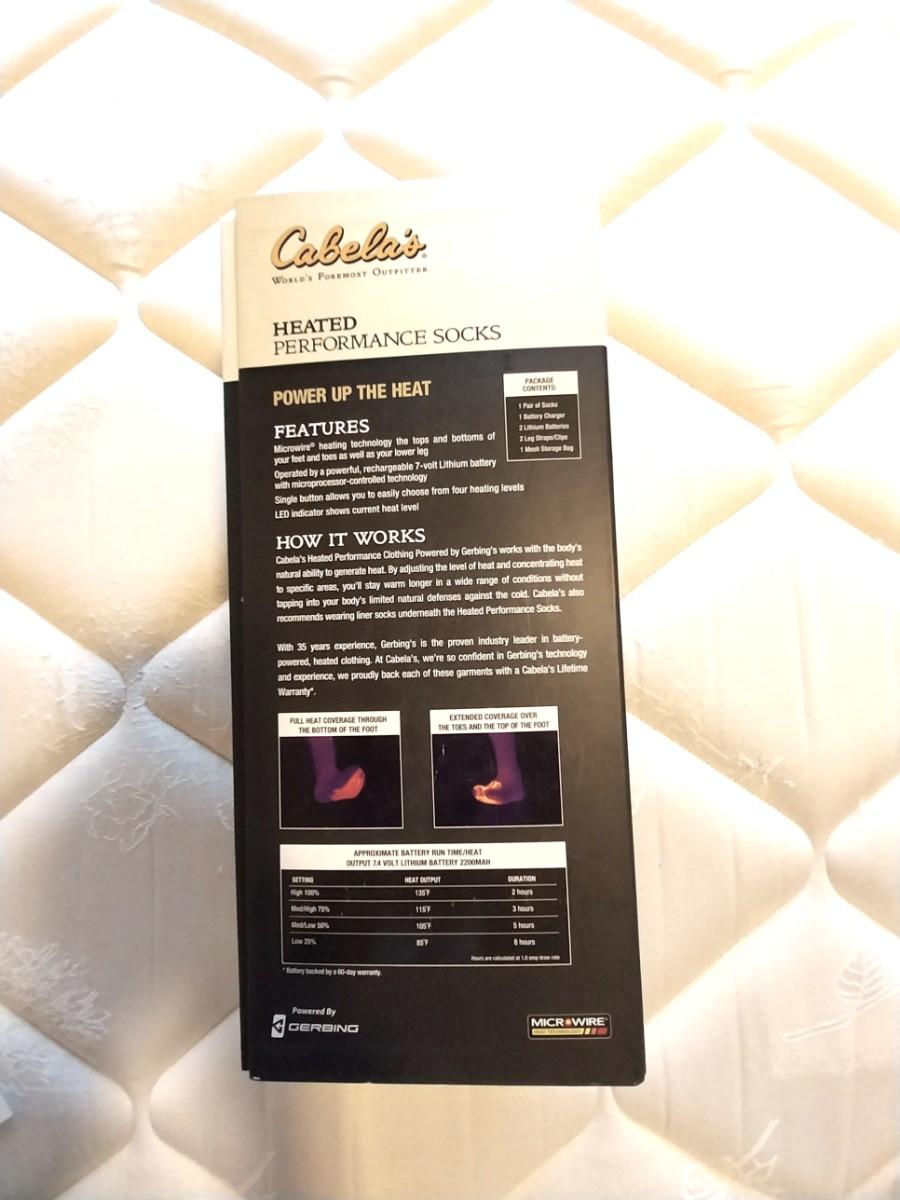 Cabela's®
WORLD'S FOREMOST OUTFITTER.
HEATED
PERFORMANCE SOCKS
POWER UP THE HEAT
PACKAGE
CONTENTS:
1 Pair of Socks
1 Battery Charger
2 Lithium Batteries
2 Leg Straps/Clips
1 Mesh Storage Bag
FEATURES
Microwire® heating technology the tops and bottoms of
your feet and toes as well as your lower leg
Operated by a powerful, rechargeable 7-volt Lithium battery
with microprocessor-controlled technology
Single button allows you to easily choose from four heating levels
LED indicator shows current heat level
HOW IT WORKS
Cabela's Heated Performance Clothing Powered by Gerbing's works with the body's
natural ability to generate heat. By adjusting the level of heat and concentrating heat
to specific areas, you'll stay warm longer in a wide range of conditions without
tapping into your body's limited natural defenses against the cold. Cabela's also
recommends wearing liner socks underneath the Heated Performance Socks.
With 35 years experience, Gerbing's is the proven industry leader in battery-
powered, heated clothing. At Cabela's, we're so confident in Gerbing's technology
and experience, we proudly back each of these garments with a Cabela's Lifetime
Warranty*.
FULL HEAT COVERAGE THROUGH
THE BOTTOM OF THE FOOT
EXTENDED COVERAGE OVER
THE TOES AND THE TOP OF THE FOOT
APPROXIMATE BATTERY RUN TIME/HEAT
OUTPUT 7.4 VOLT LITHIUM BATTERY 2200MAH
SETTING HEAT OUTPUT DURATION
High 100% 135°F 2 hours
Med/High 75% 115°F 3 hours
Med/Low 50% 105°F 5 hours
Low 25% 85°F 8 hours
Hours are calculated at 1.0 amp draw rate
* Battery backed by a 60-day warranty.
Powered By
GERBING
MICROWIRE™
HEAT TECHNOLOGY